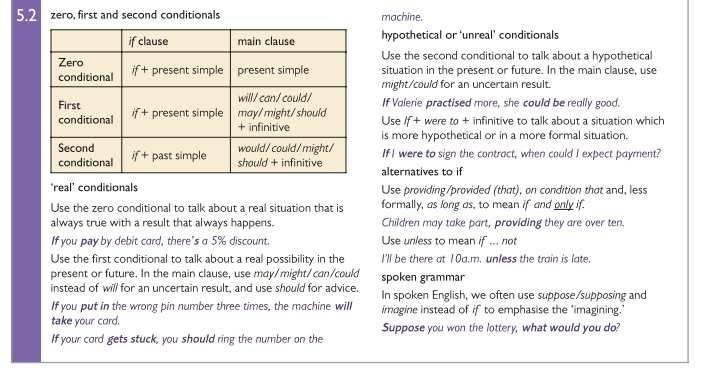 5.2
zero, first and second conditionals
if clause main clause
Zero
conditional
if + present simple present simple
First
conditional
if + present simple
will/can/could/
may/might/should
+ infinitive
Second
conditional
if + past simple
would/could/might/
should + infinitive
‘real’ conditionals
Use the zero conditional to talk about a real situation that is
always true with a result that always happens.
If you pay by debit card, there’s a 5% discount.
Use the first conditional to talk about a real possibility in the
present or future. In the main clause, use may/might/can/could
instead of will for an uncertain result, and use should for advice.
If you put in the wrong pin number three times, the machine will
take your card.
If your card gets stuck, you should ring the number on the
machine.
hypothetical or ‘unreal’ conditionals
Use the second conditional to talk about a hypothetical
situation in the present or future. In the main clause, use
might/could for an uncertain result.
If Valerie practised more, she could be really good.
Use If + were to + infinitive to talk about a situation which
is more hypothetical or in a more formal situation.
If I were to sign the contract, when could I expect payment?
alternatives to if
Use providing/provided (that), on condition that and, less
formally, as long as, to mean if and only if.
Children may take part, providing they are over ten.
Use unless to mean if … not
I’ll be there at 10a.m. unless the train is late.
spoken grammar
In spoken English, we often use suppose/supposing and
imagine instead of if to emphasise the ‘imagining.’
Suppose you won the lottery, what would you do?